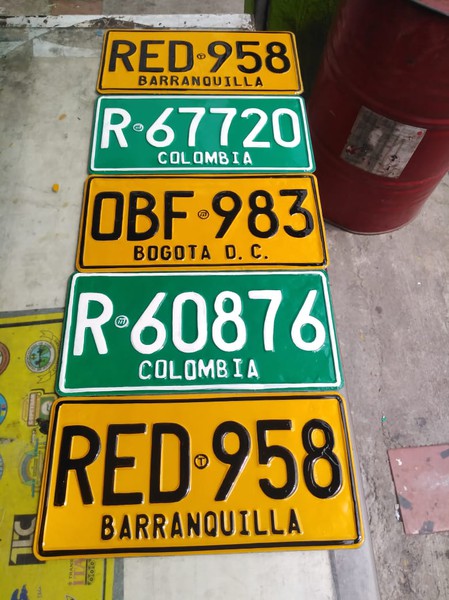 RED 958
BARRANQUILLA
R 67720
COLOMBIA
OBF 983
BOGOTA D.C.
R 60876
COLOMBIA
RED T 958
BARRANQUILLA